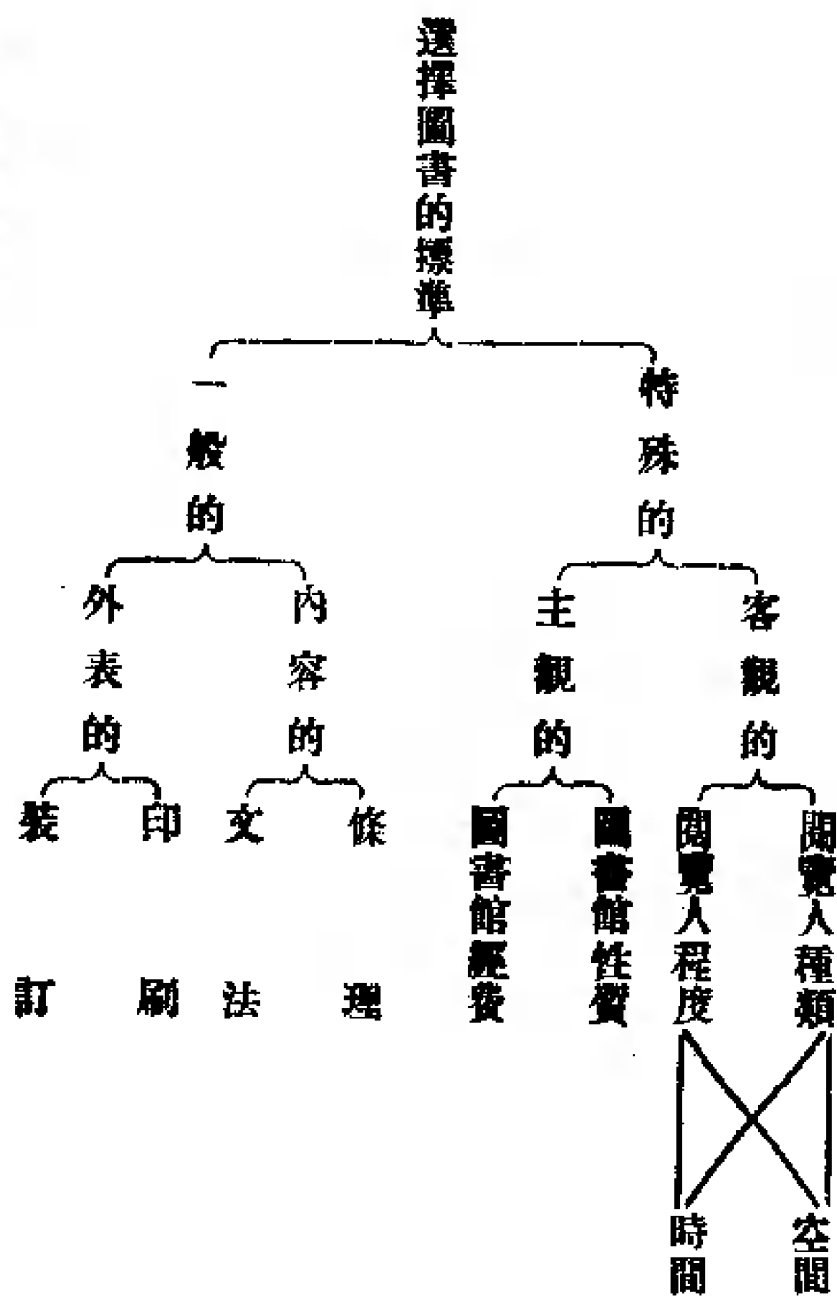 選擇圖書的標準
特殊的
客觀的
閱覽人種類
空間
閱覽人程度
時間
主觀的
圖書館性質
圖書館經費
一般的
內容的
條理
文法
外表的
印刷
裝訂